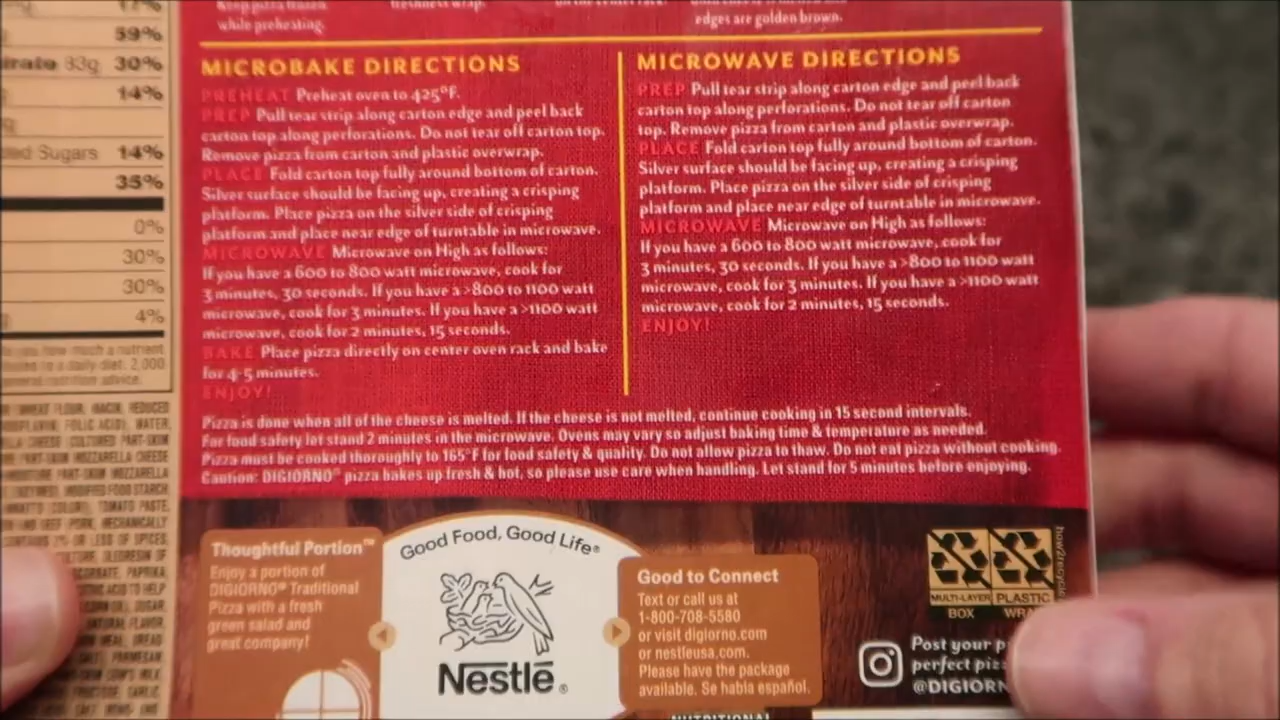 Keep pizza frozen
while preheating.
freshness wrap.
edges are golden brown.
59%
83g 30%
14%
Sugars 14%
35%
0%
30%
30%
4%
MICROBAKE DIRECTIONS
PREHEAT Preheat oven to 425°F.
PREP Pull tear strip along carton edge and peel back
carton top along perforations. Do not tear off carton top.
Remove pizza from carton and plastic overwrap.
PLACE Fold carton top fully around bottom of carton.
Silver surface should be facing up, creating a crisping
platform. Place pizza on the silver side of crisping
platform and place near edge of turntable in microwave.
MICROWAVE Microwave on High as follows:
If you have a 600 to 800 watt microwave, cook for
3 minutes, 30 seconds. If you have a >800 to 1100 watt
microwave, cook for 3 minutes. If you have a >1100 watt
microwave, cook for 2 minutes, 15 seconds.
BAKE Place pizza directly on center oven rack and bake
for 4-5 minutes.
ENJOY!
MICROWAVE DIRECTIONS
PREP Pull tear strip along carton edge and peel back
carton top along perforations. Do not tear off carton
top. Remove pizza from carton and plastic overwrap.
PLACE Fold carton top fully around bottom of carton.
Silver surface should be facing up, creating a crisping
platform. Place pizza on the silver side of crisping
platform and place near edge of turntable in microwave.
MICROWAVE Microwave on High as follows:
If you have a 600 to 800 watt microwave, cook for
3 minutes, 30 seconds. If you have a >800 to 1100 watt
microwave, cook for 3 minutes. If you have a >1100 watt
microwave, cook for 2 minutes, 15 seconds.
ENJOY!
Pizza is done when all of the cheese is melted. If the cheese is not melted, continue cooking in 15 second intervals.
For food safety let stand 2 minutes in the microwave. Ovens may vary so adjust baking time & temperature as needed.
Pizza must be cooked thoroughly to 165°F for food safety & quality. Do not allow pizza to thaw. Do not eat pizza without cooking.
Caution: DIGIORNO® pizza bakes up fresh & hot, so please use care when handling. Let stand for 5 minutes before enjoying.
Thoughtful Portion™
Enjoy a portion of
DIGIORNO® Traditional
Pizza with a fresh
green salad and
great company!
Good Food, Good Life®
Nestlé®
Good to Connect
Text or call us at
1-800-708-5580
or visit digiorno.com
or nestleusa.com.
Please have the package
available. Se habla español.
MULTI-LAYER PLASTIC
BOX
how2recycle
Post your
perfect
NUTRITIONAL